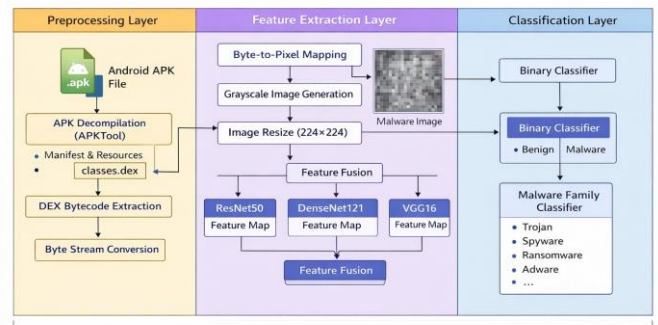 Preprocessing Layer
Android APK
File
.apk
APK Decompilation
(APKTool)
Manifest & Resources
classes.dex
DEX Bytecode Extraction
Byte Stream Conversion
Feature Extraction Layer
Byte-to-Pixel Mapping
Grayscale Image Generation
Malware Image
Image Resize (224×224)
Feature Fusion
ResNet50
Feature Map
DenseNet121
Feature Map
VGG16
Feature Map
Feature Fusion
Classification Layer
Binary Classifier
Binary Classifier
Benign
Malware
Malware Family
Classifier
Trojan
Spyware
Ransomware
Adware
...